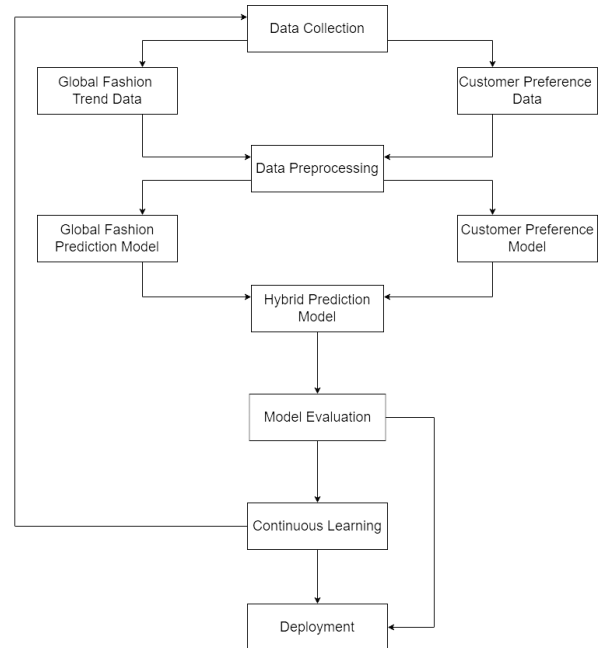 Data Collection
Global Fashion
Trend Data
Customer Preference
Data
Data Preprocessing
Global Fashion
Prediction Model
Customer Preference
Model
Hybrid Prediction
Model
Model Evaluation
Continuous Learning
Deployment